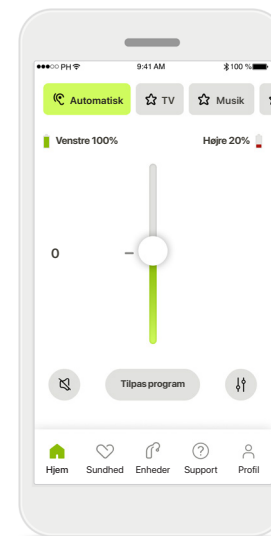 ●●●○○ PH 9:41 AM 100 %
Automatisk TV Musik
Venstre 100% Højre 20%
0
Tilpas program
Hjem Sundhed Enheder Support Profil